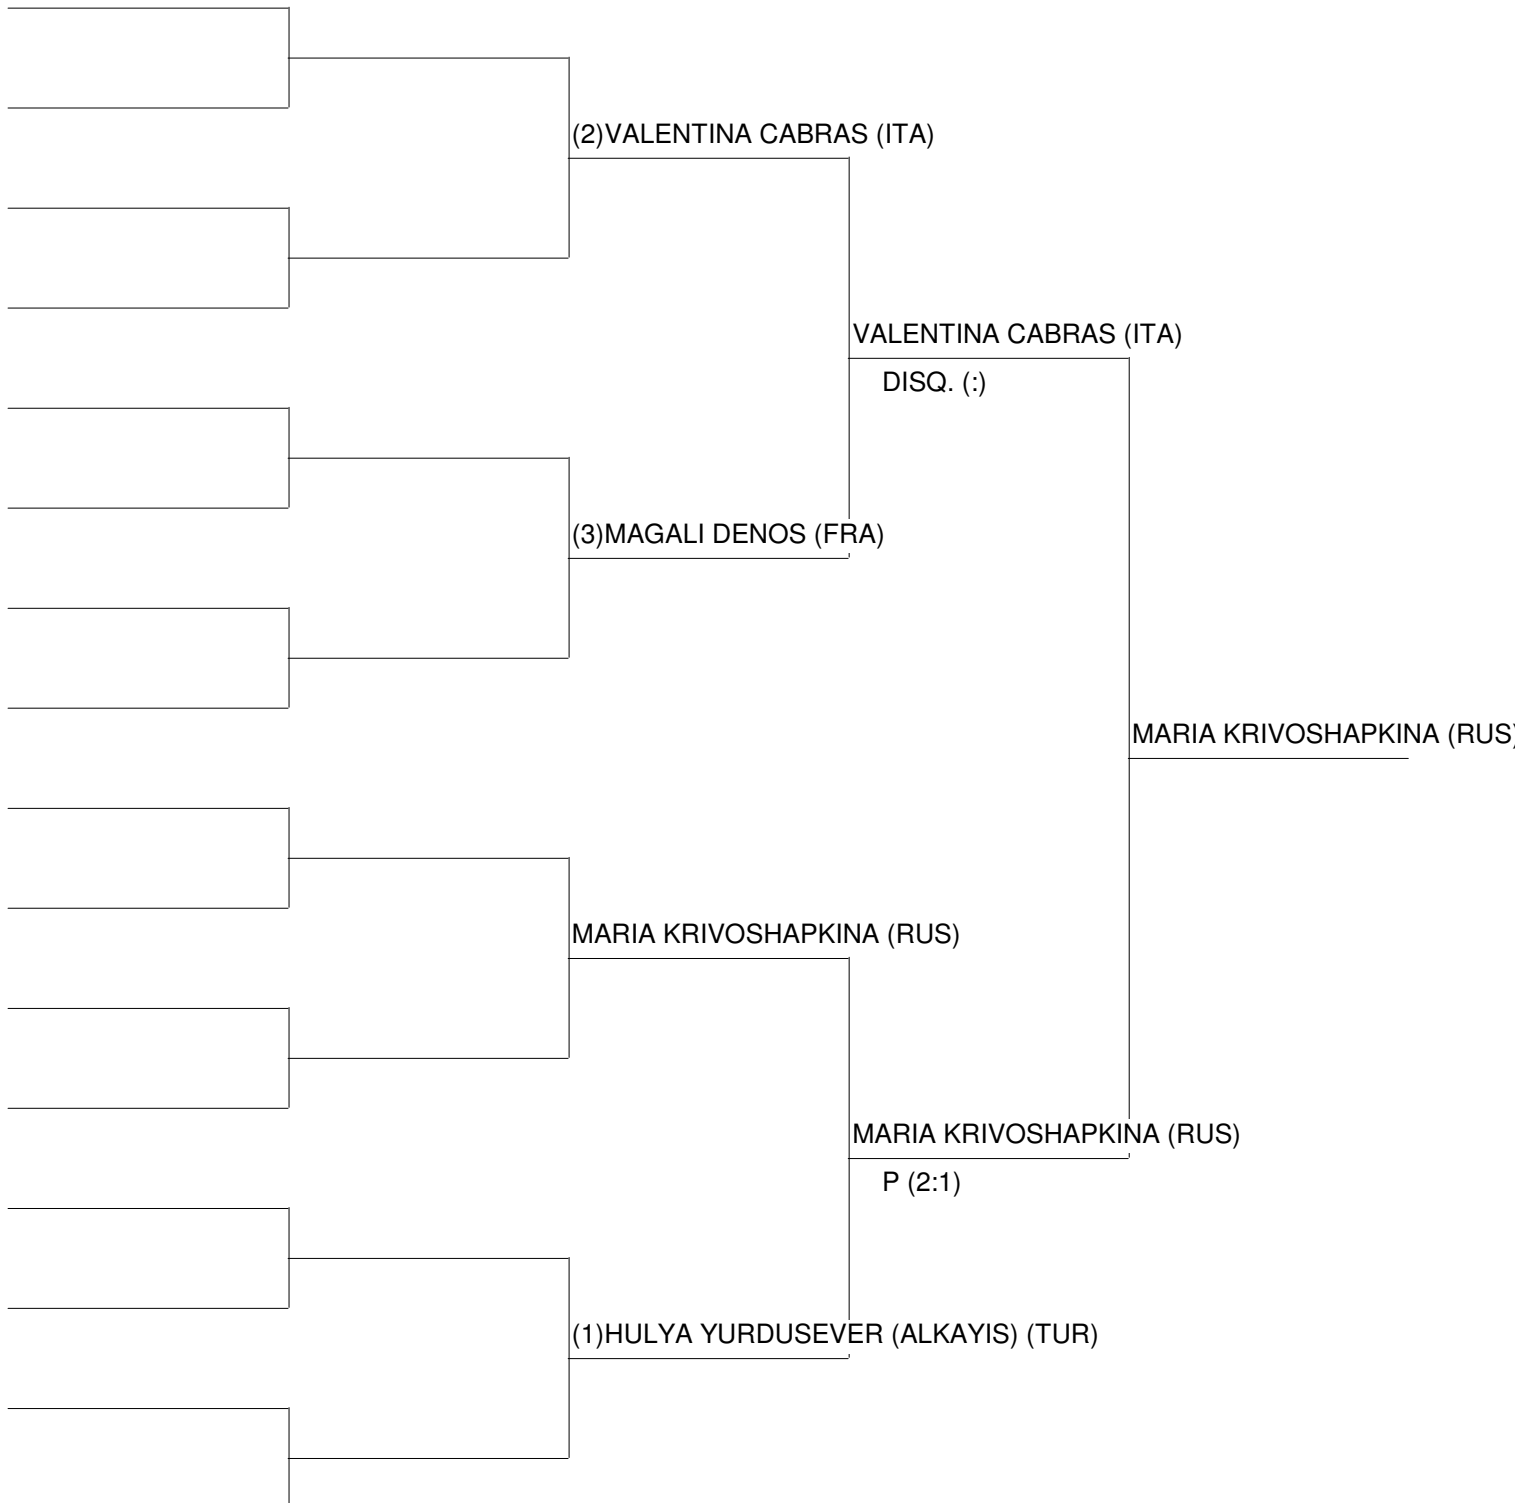 (2)VALENTINA CABRAS (ITA)
VALENTINA CABRAS (ITA)
DISQ. (:)
(3)MAGALI DENOS (FRA)
MARIA KRIVOSHAPKINA (RUS)
MARIA KRIVOSHAPKINA (RUS)
MARIA KRIVOSHAPKINA (RUS)
P (2:1)
(1)HULYA YURDUSEVER (ALKAYIS) (TUR)